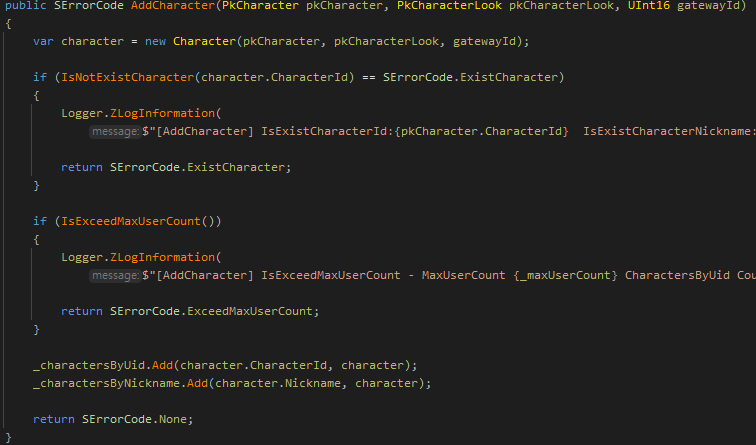 public SErrorCode AddCharacter(PkCharacter pkCharacter, PkCharacterLook pkCharacterLook, UInt16 gatewayId)
{
var character = new Character(pkCharacter, pkCharacterLook, gatewayId);
if (IsNotExistCharacter(character.CharacterId) == SErrorCode.ExistCharacter)
{
Logger.ZLogInformation(
message: $"[AddCharacter] IsExistCharacterId:{pkCharacter.CharacterId}  IsExistCharacterNickname:
return SErrorCode.ExistCharacter;
}
if (IsExceedMaxUserCount())
{
Logger.ZLogInformation(
message: $"[AddCharacter] IsExceedMaxUserCount - MaxUserCount {_maxUserCount} CharactersByUid Cou
return SErrorCode.ExceedMaxUserCount;
}
_charactersByUid.Add(character.CharacterId, character);
_charactersByNickname.Add(character.Nickname, character);
return SErrorCode.None;
}